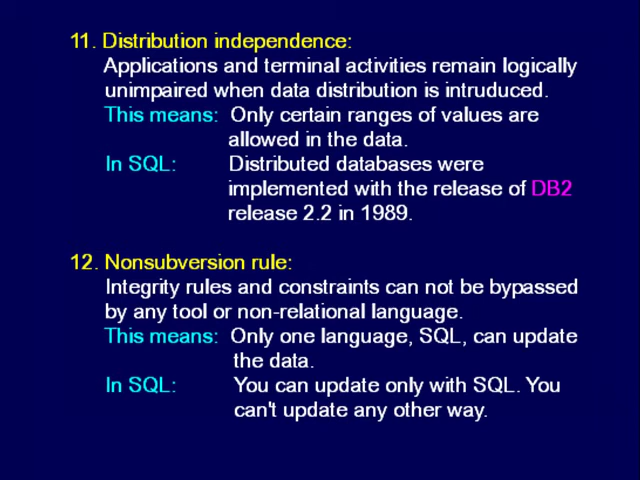 11. Distribution independence:
Applications and terminal activities remain logically
unimpaired when data distribution is intruduced.
This means: Only certain ranges of values are
allowed in the data.
In SQL: Distributed databases were
implemented with the release of DB2
release 2.2 in 1989.
12. Nonsubversion rule:
Integrity rules and constraints can not be bypassed
by any tool or non-relational language.
This means: Only one language, SQL, can update
the data.
In SQL: You can update only with SQL. You
can't update any other way.